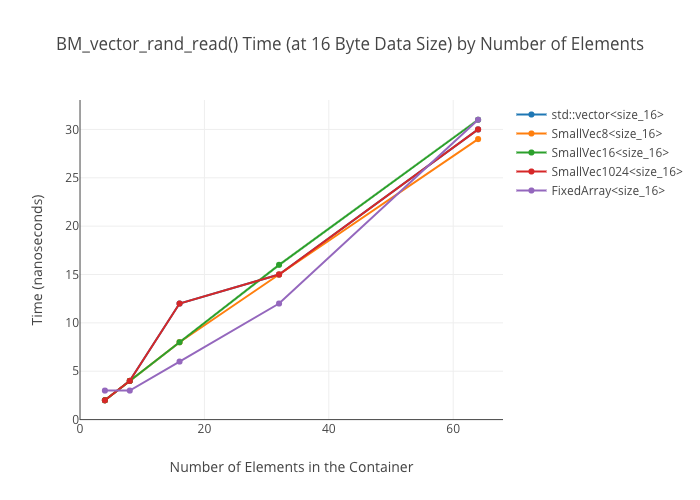 BM_vector_rand_read() Time (at 16 Byte Data Size) by Number of Elements
std::vector<size_16>
SmallVec8<size_16>
SmallVec16<size_16>
SmallVec1024<size_16>
FixedArray<size_16>
Time (nanoseconds)
30
25
20
15
10
5
0
0
20
40
60
Number of Elements in the Container